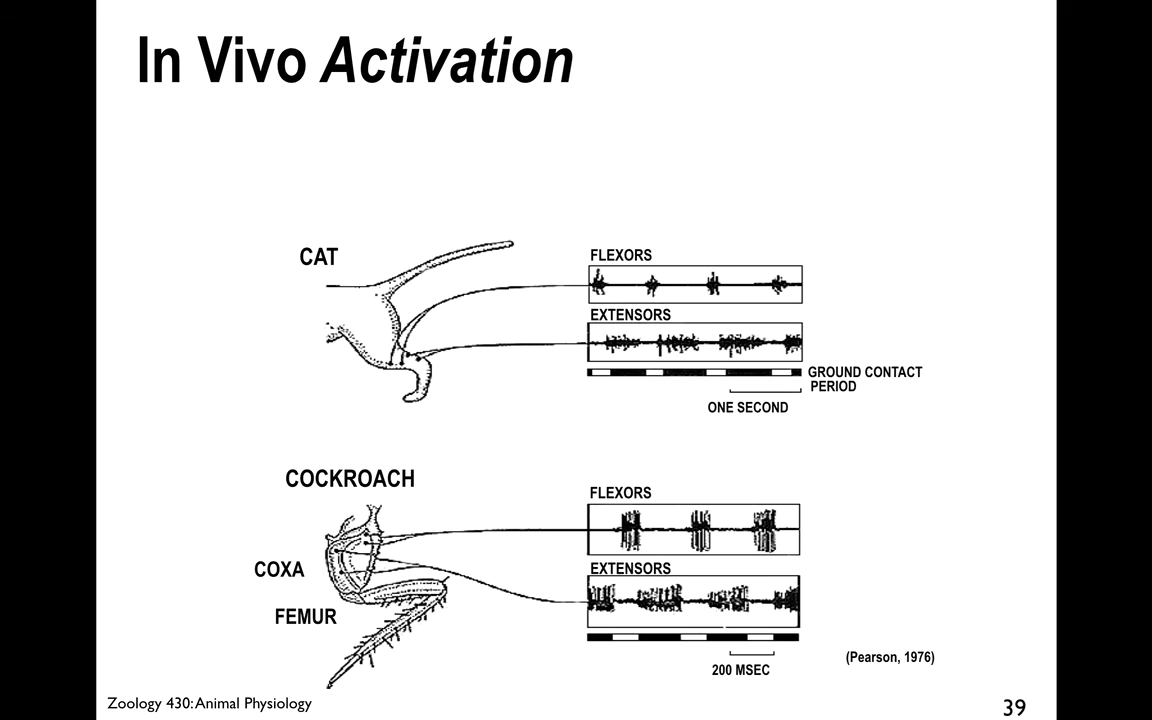 In Vivo Activation
CAT
FLEXORS
EXTENSORS
GROUND CONTACT
PERIOD
ONE SECOND
COCKROACH
FLEXORS
COXA
EXTENSORS
FEMUR
200 MSEC
(Pearson, 1976)
Zoology 430: Animal Physiology
39